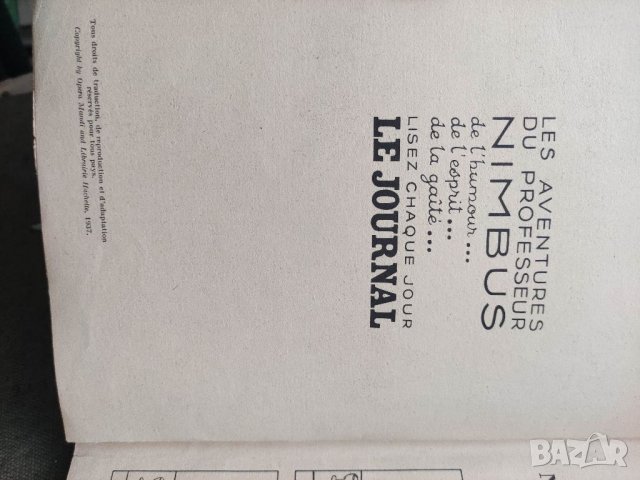 LES AVENTURES
DU PROFESSEUR
NIMBUS
de l'humour...
de l'esprit...
de la gaîté...
LISEZ CHAQUE JOUR
LE JOURNAL
Tous droits de traduction, de reproduction et d'adaptation
réservés pour tous pays.
Copyright by Opera Mundi and Librairie Hachette, 1937.
BAZAR